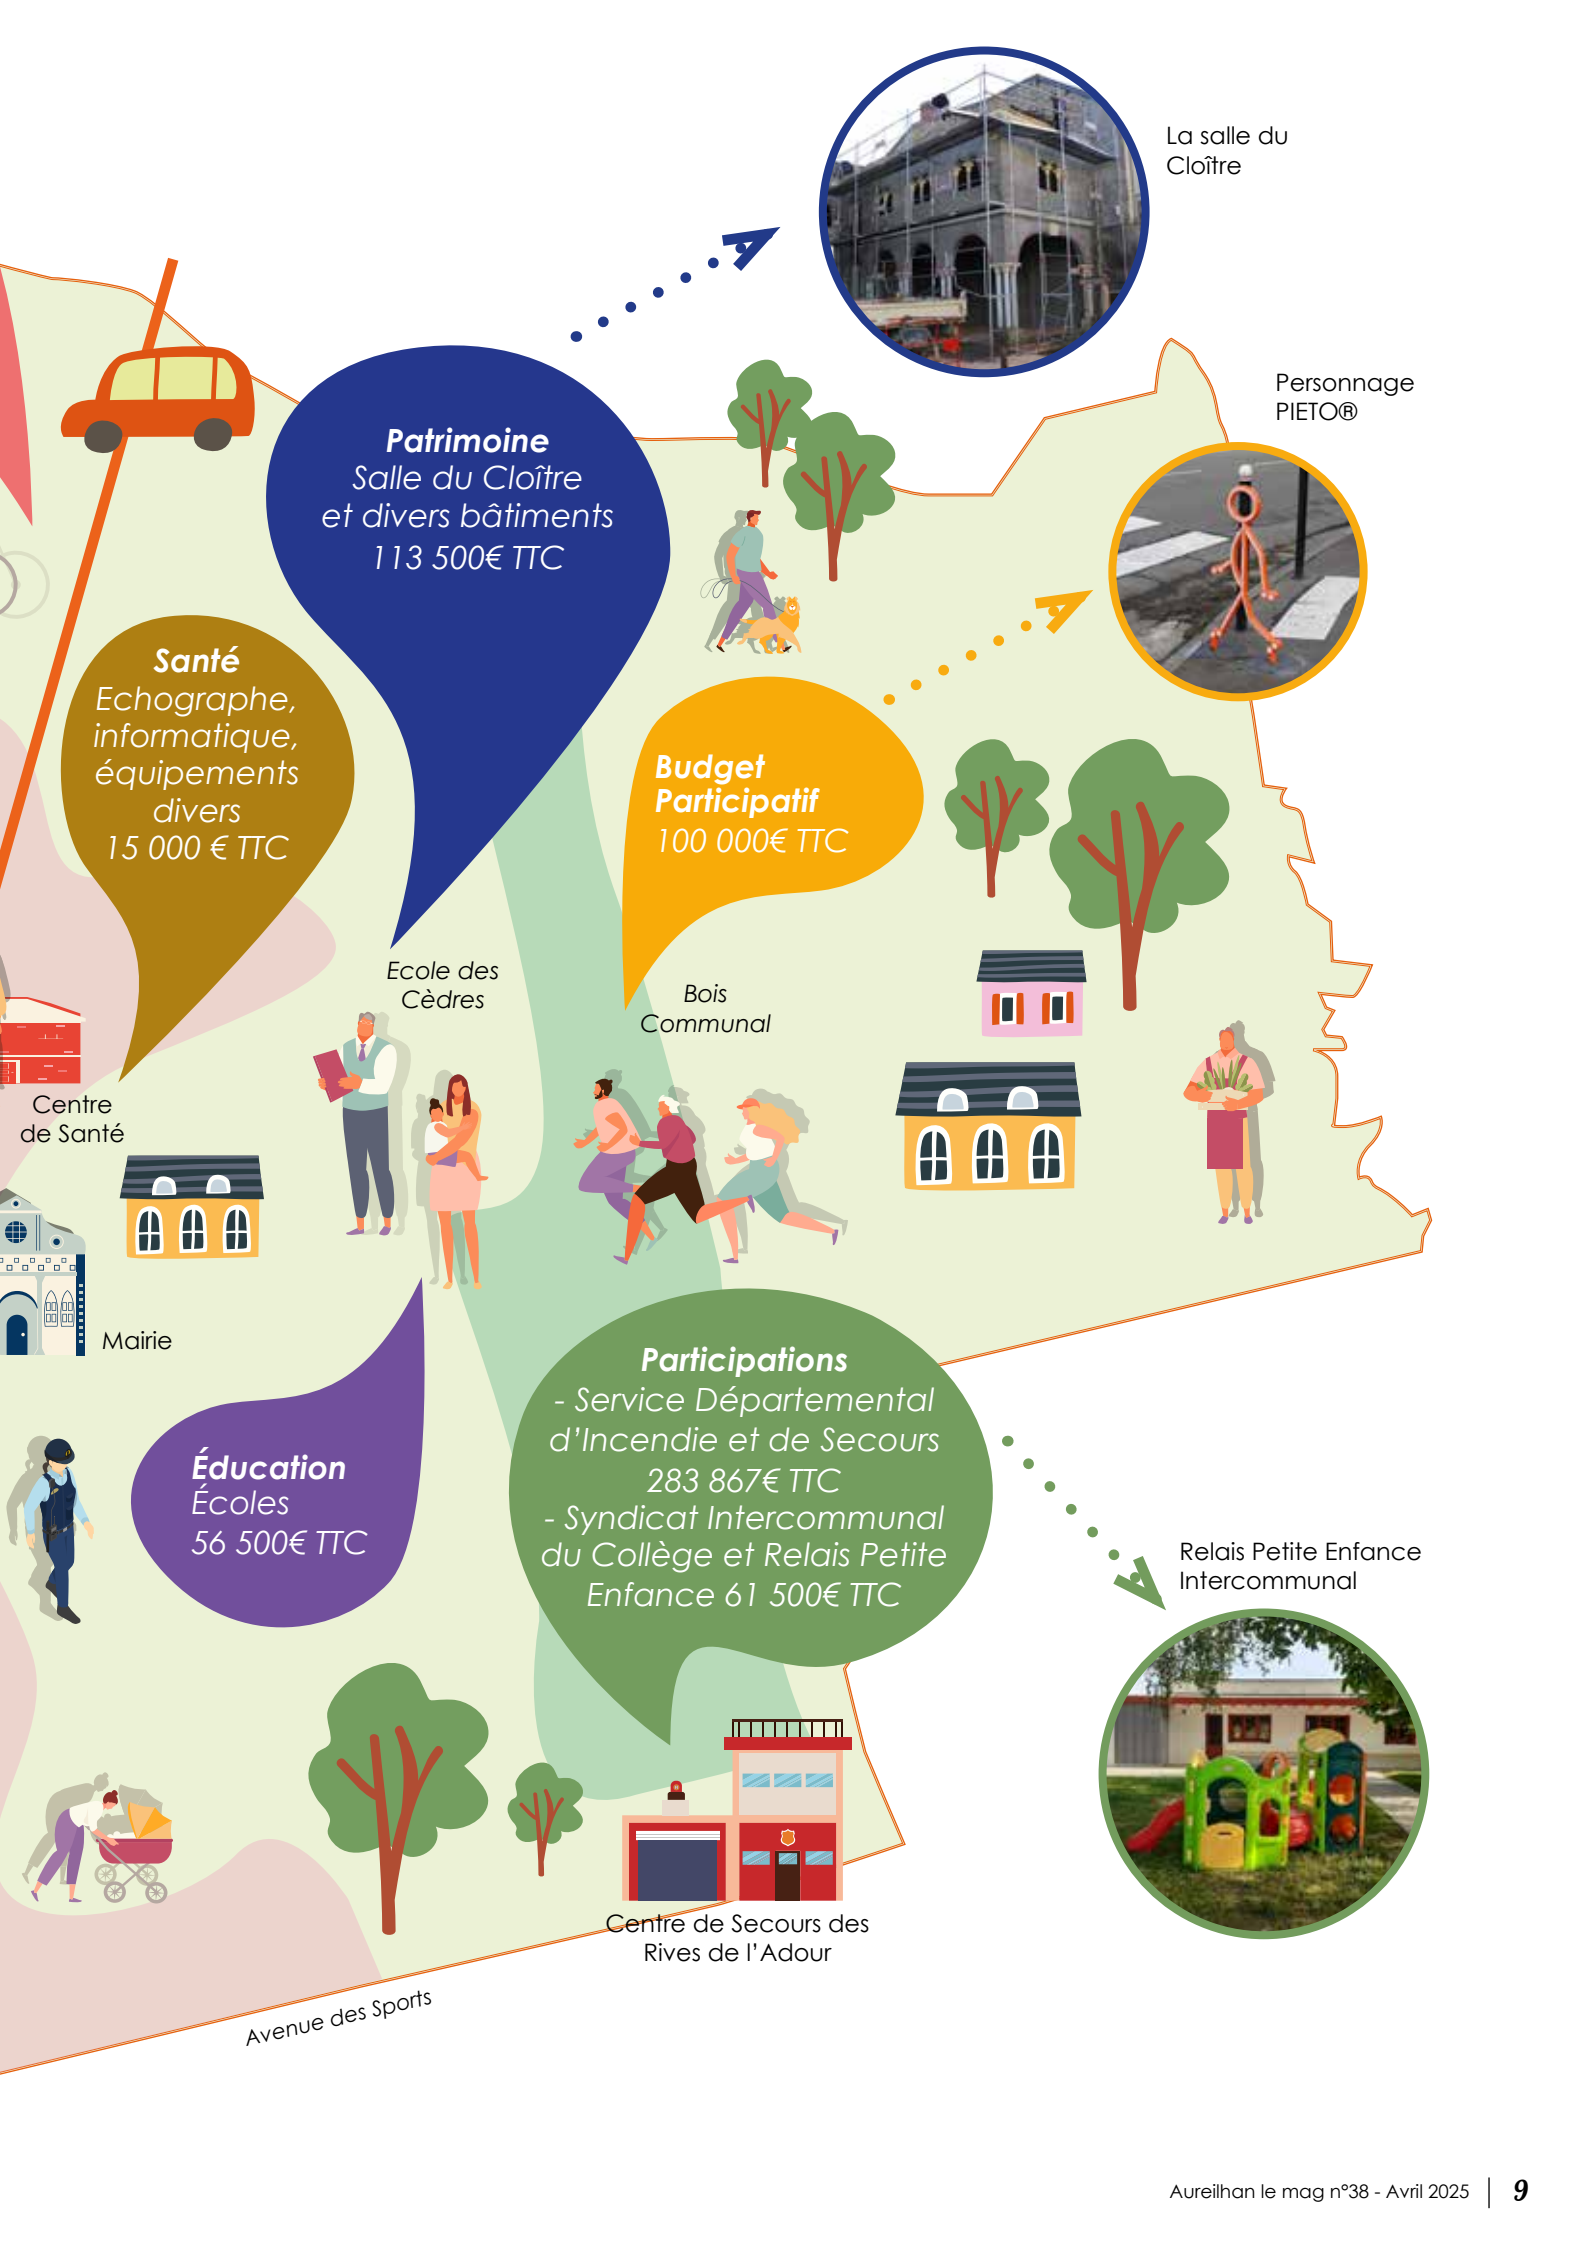 La salle du
Cloître
Personnage
PIETO®
Patrimoine
Salle du Cloître
et divers bâtiments
113 500€ TTC
Santé
Echographe,
informatique,
équipements
divers
15 000 € TTC
Budget
Participatif
100 000€ TTC
Ecole des
Cèdres
Bois
Communal
Centre
de Santé
Mairie
Participations
- Service Départemental
d’Incendie et de Secours
283 867€ TTC
- Syndicat Intercommunal
du Collège et Relais Petite
Enfance 61 500€ TTC
Éducation
Écoles
56 500€ TTC
Relais Petite Enfance
Intercommunal
Centre de Secours des
Rives de l’Adour
Avenue des Sports
Aureilhan le mag n°38 - Avril 2025 | 9